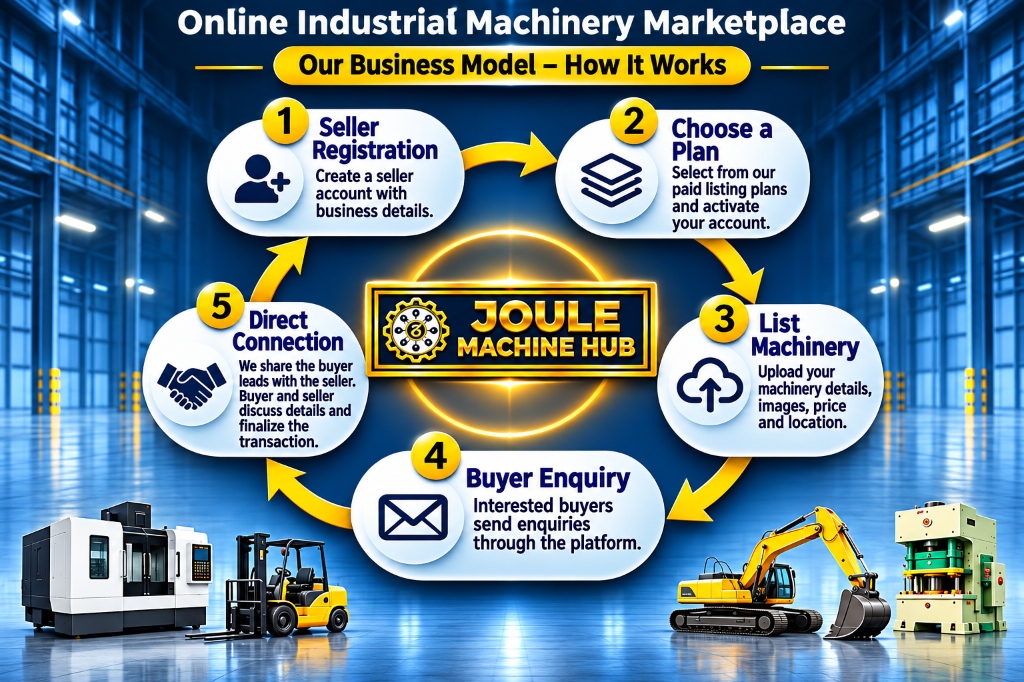 Online Industrial Machinery Marketplace
Our Business Model – How It Works
1
Seller
Registration
Create a seller
account with
business details.
2
Choose a
Plan
Select from our
paid listing plans
and activate
your account.
3
List
Machinery
Upload your
machinery details,
images, price
and location.
4
Buyer Enquiry
Interested buyers
send enquiries
through the platform.
5
Direct
Connection
We share the buyer
leads with the seller.
Buyer and seller
discuss details and
finalize the
transaction.
JOULE
MACHINE HUB